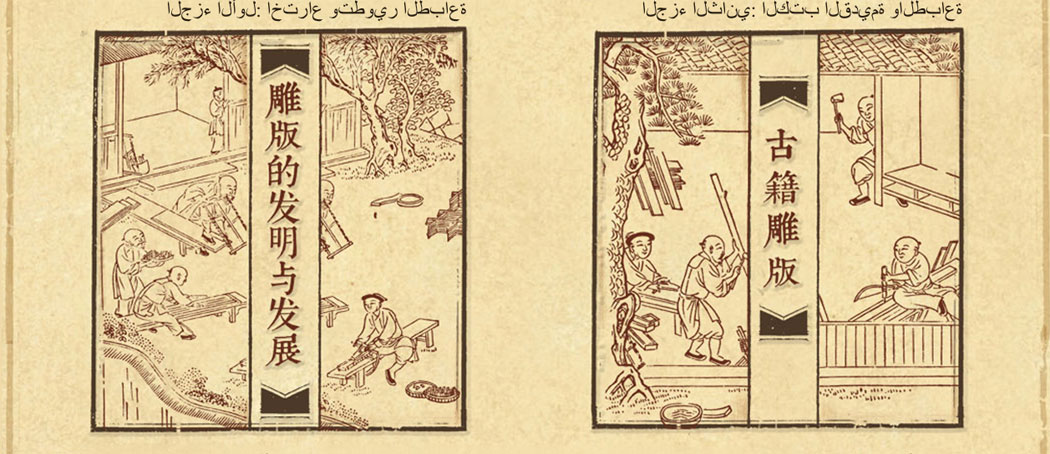 الجزء الأول: اختراع وتطوير الطباعة
الجزء الثاني: الكتب القديمة والطباعة
雕版的发明与发展
古籍雕版